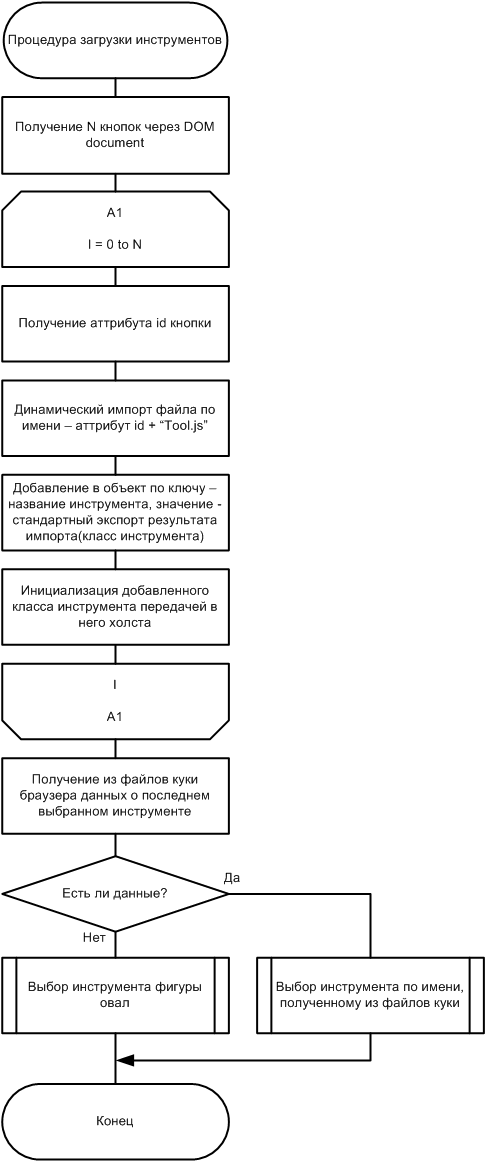 Процедура загрузки инструментов
Получение N кнопок через DOM
document
A1
I = 0 to N
Получение аттрибута id кнопки
Динамический импорт файла по
имени – аттрибут id + “Tool.js”
Добавление в объект по ключу –
название инструмента, значение -
стандартный экспорт результата
импорта(класс инструмента)
Инициализация добавленного
класса инструмента передачей в
него холста
I
A1
Получение из файлов куки
браузера данных о последнем
выбранном инструменте
Есть ли данные?
Да
Нет
Выбор инструмента фигуры
овал
Выбор инструмента по имени,
полученному из файлов куки
Конец